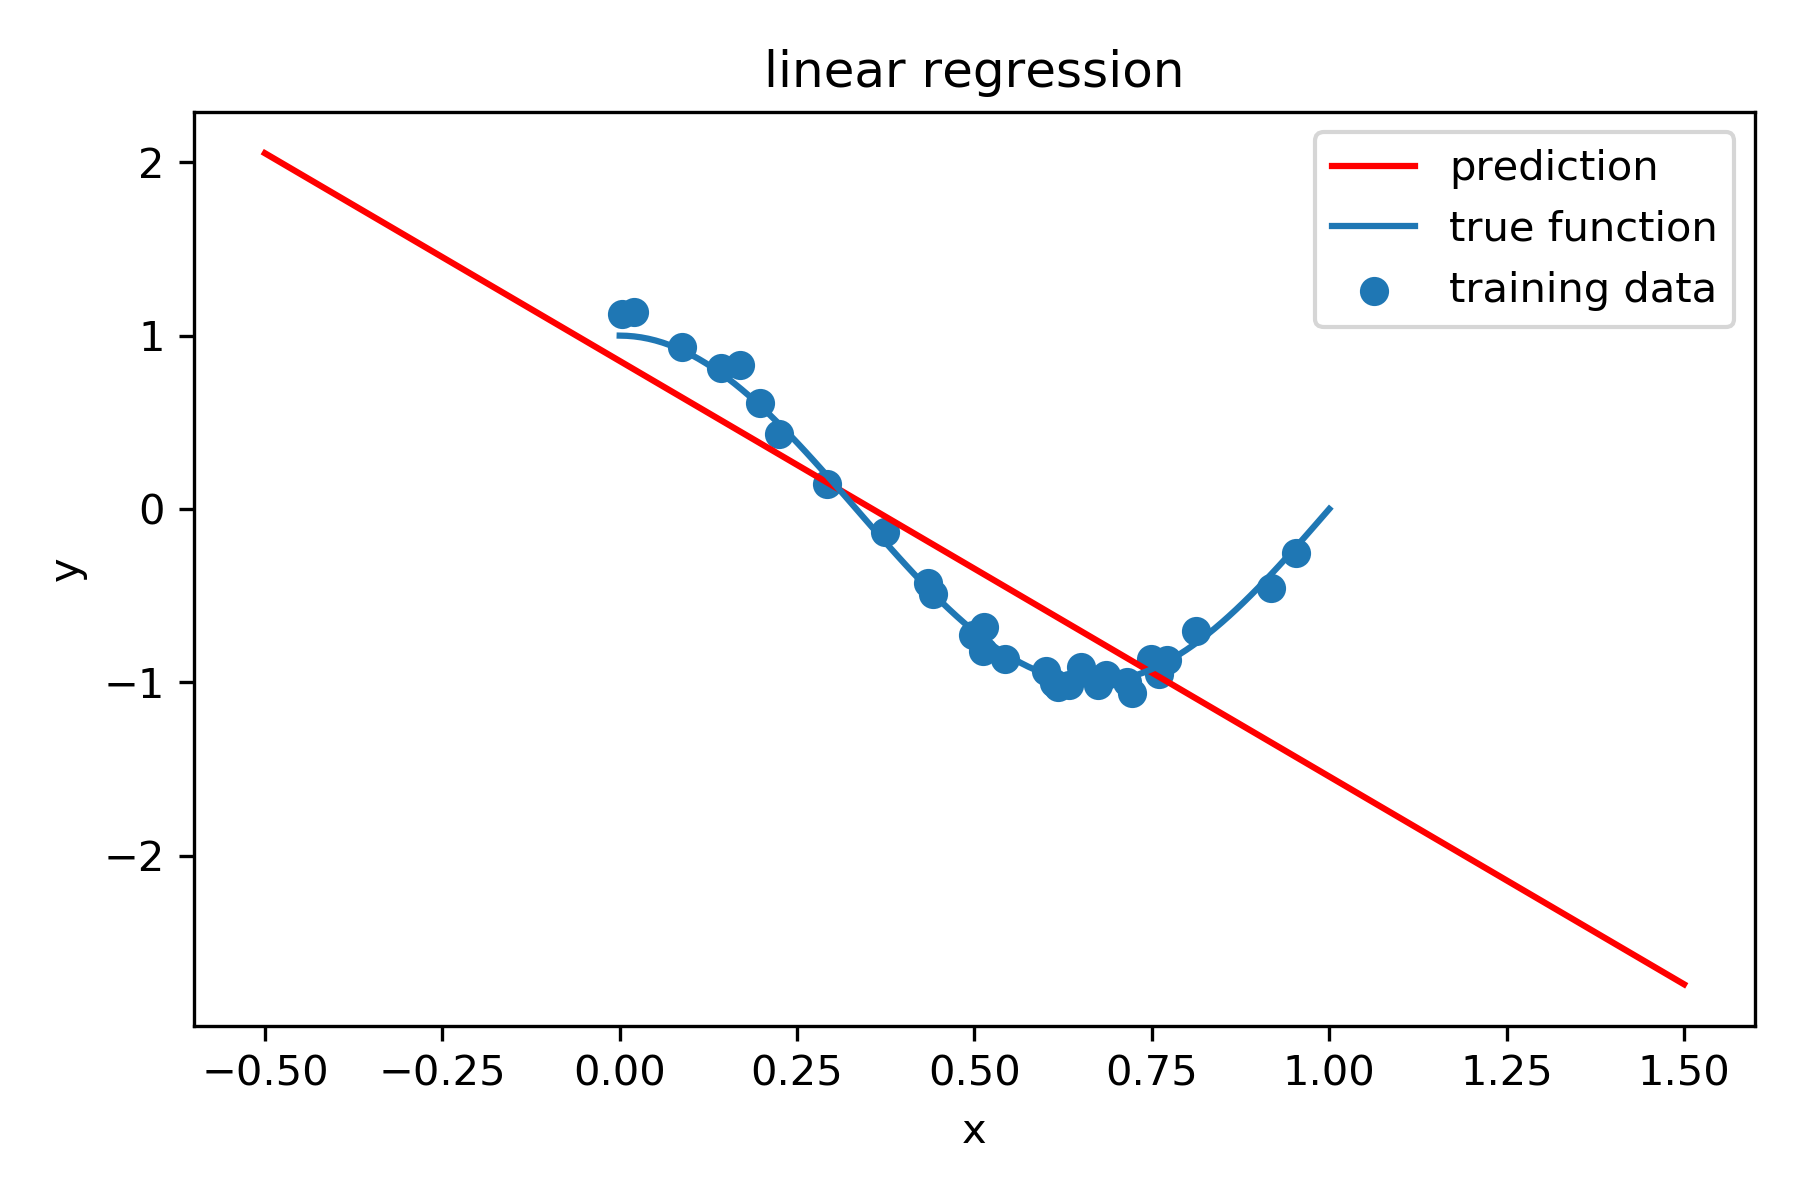 linear regression
prediction
true function
training data
2
1
0
−1
−2
y
−0.50 −0.25 0.00 0.25 0.50 0.75 1.00 1.25 1.50
x